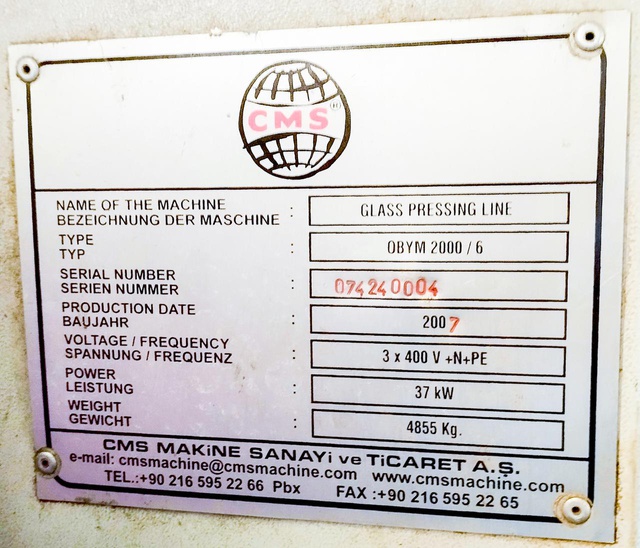 CMS (R)
NAME OF THE MACHINE
BEZEICHNUNG DER MASCHINE : GLASS PRESSING LINE
TYPE
TYP : OBYM 2000 / 6
SERIAL NUMBER
SERIEN NUMMER : 074240004
PRODUCTION DATE
BAUJAHR : 2007
VOLTAGE / FREQUENCY
SPANNUNG / FREQUENZ : 3 x 400 V +N+PE
POWER
LEISTUNG : 37 kW
WEIGHT
GEWICHT : 4855 Kg.
CMS MAKiNE SANAYi ve TiCARET A.Ş.
e-mail: cmsmachine@cmsmachine.com www.cmsmachine.com
TEL.:+90 216 595 22 66 Pbx FAX :+90 216 595 22 65